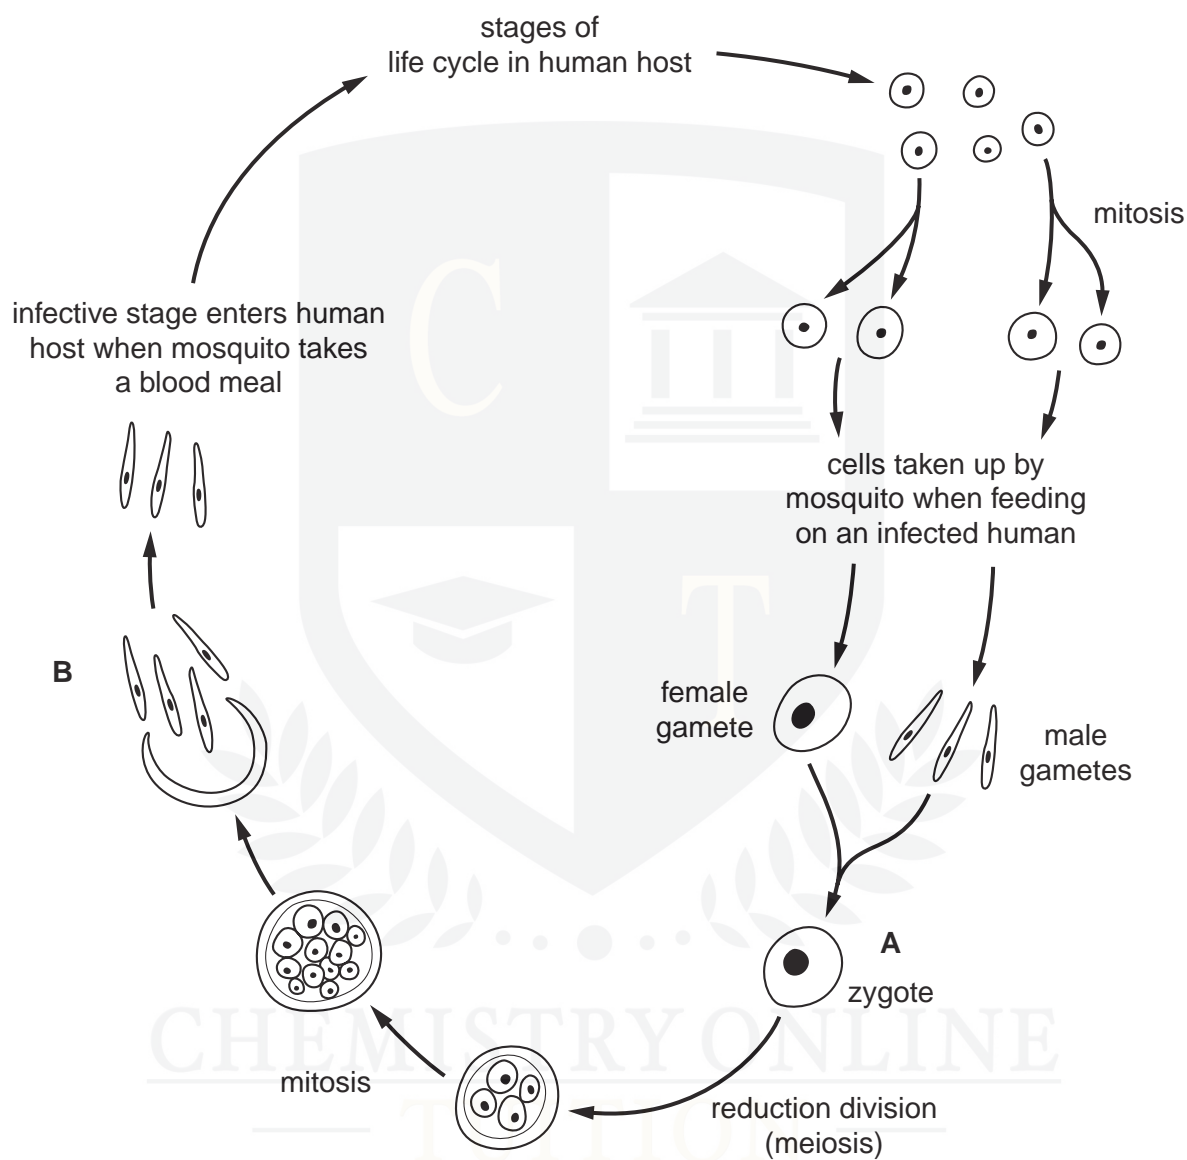 stages of
life cycle in human host
mitosis
infective stage enters human
host when mosquito takes
a blood meal
cells taken up by
mosquito when feeding
on an infected human
B
female
gamete
male
gametes
A
zygote
mitosis
reduction division
(meiosis)
C
T
CHEMISTRY ONLINE
TUITION